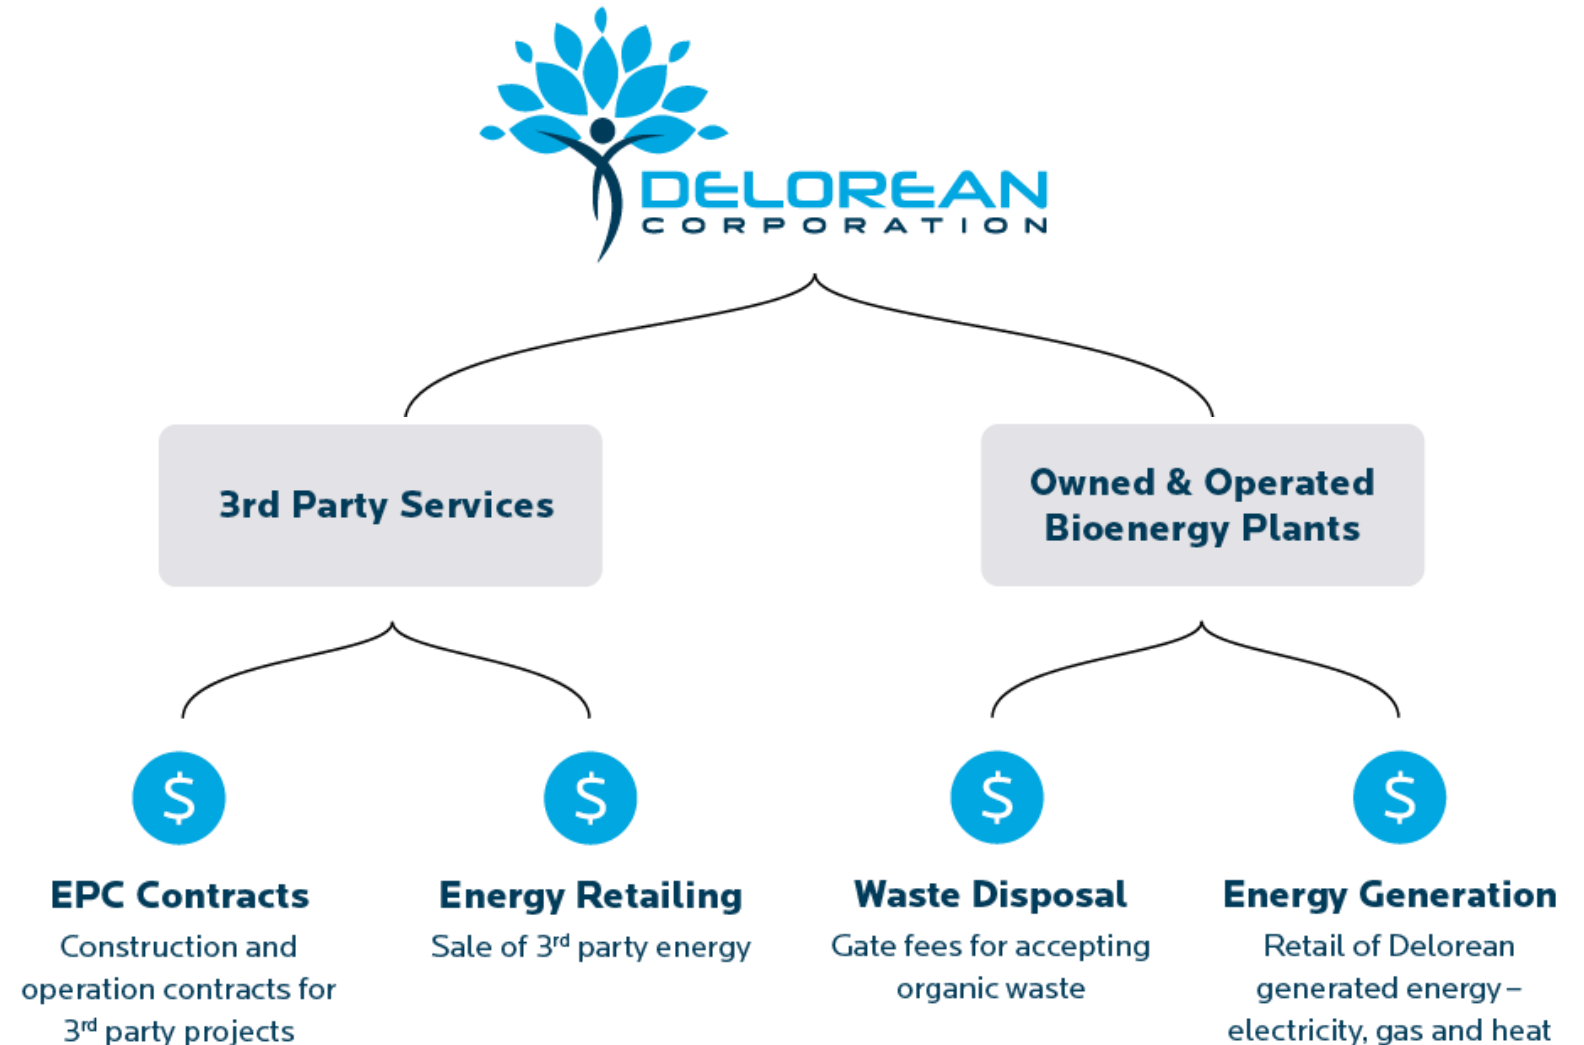 DELOREAN
CORPORATION
3rd Party Services
Owned & Operated
Bioenergy Plants
$
$
$
$
EPC Contracts
Construction and
operation contracts for
3rd party projects
Energy Retailing
Sale of 3rd party energy
Waste Disposal
Gate fees for accepting
organic waste
Energy Generation
Retail of Delorean
generated energy –
electricity, gas and heat